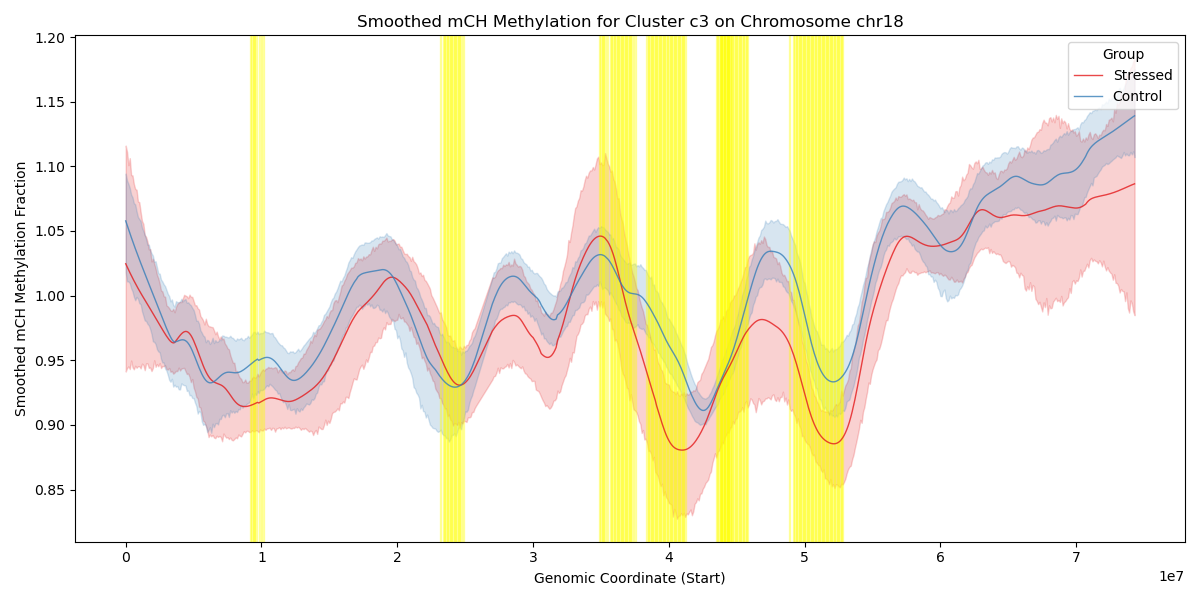 Smoothed mCH Methylation for Cluster c3 on Chromosome chr18
Smoothed mCH Methylation Fraction
1.20
1.15
1.10
1.05
1.00
0.95
0.90
0.85
Group
Stressed
Control
0 1 2 3 4 5 6 7
1e7
Genomic Coordinate (Start)